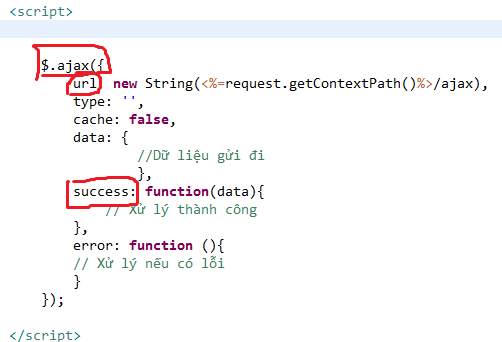 <script>
$.ajax({
url: new String(<%=request.getContextPath()%>/ajax),
type: '',
cache: false,
data: {
//Dữ liệu gửi đi
},
success: function(data){
// Xử lý thành công
},
error: function (){
// Xử lý nếu có lỗi
}
});
</script>